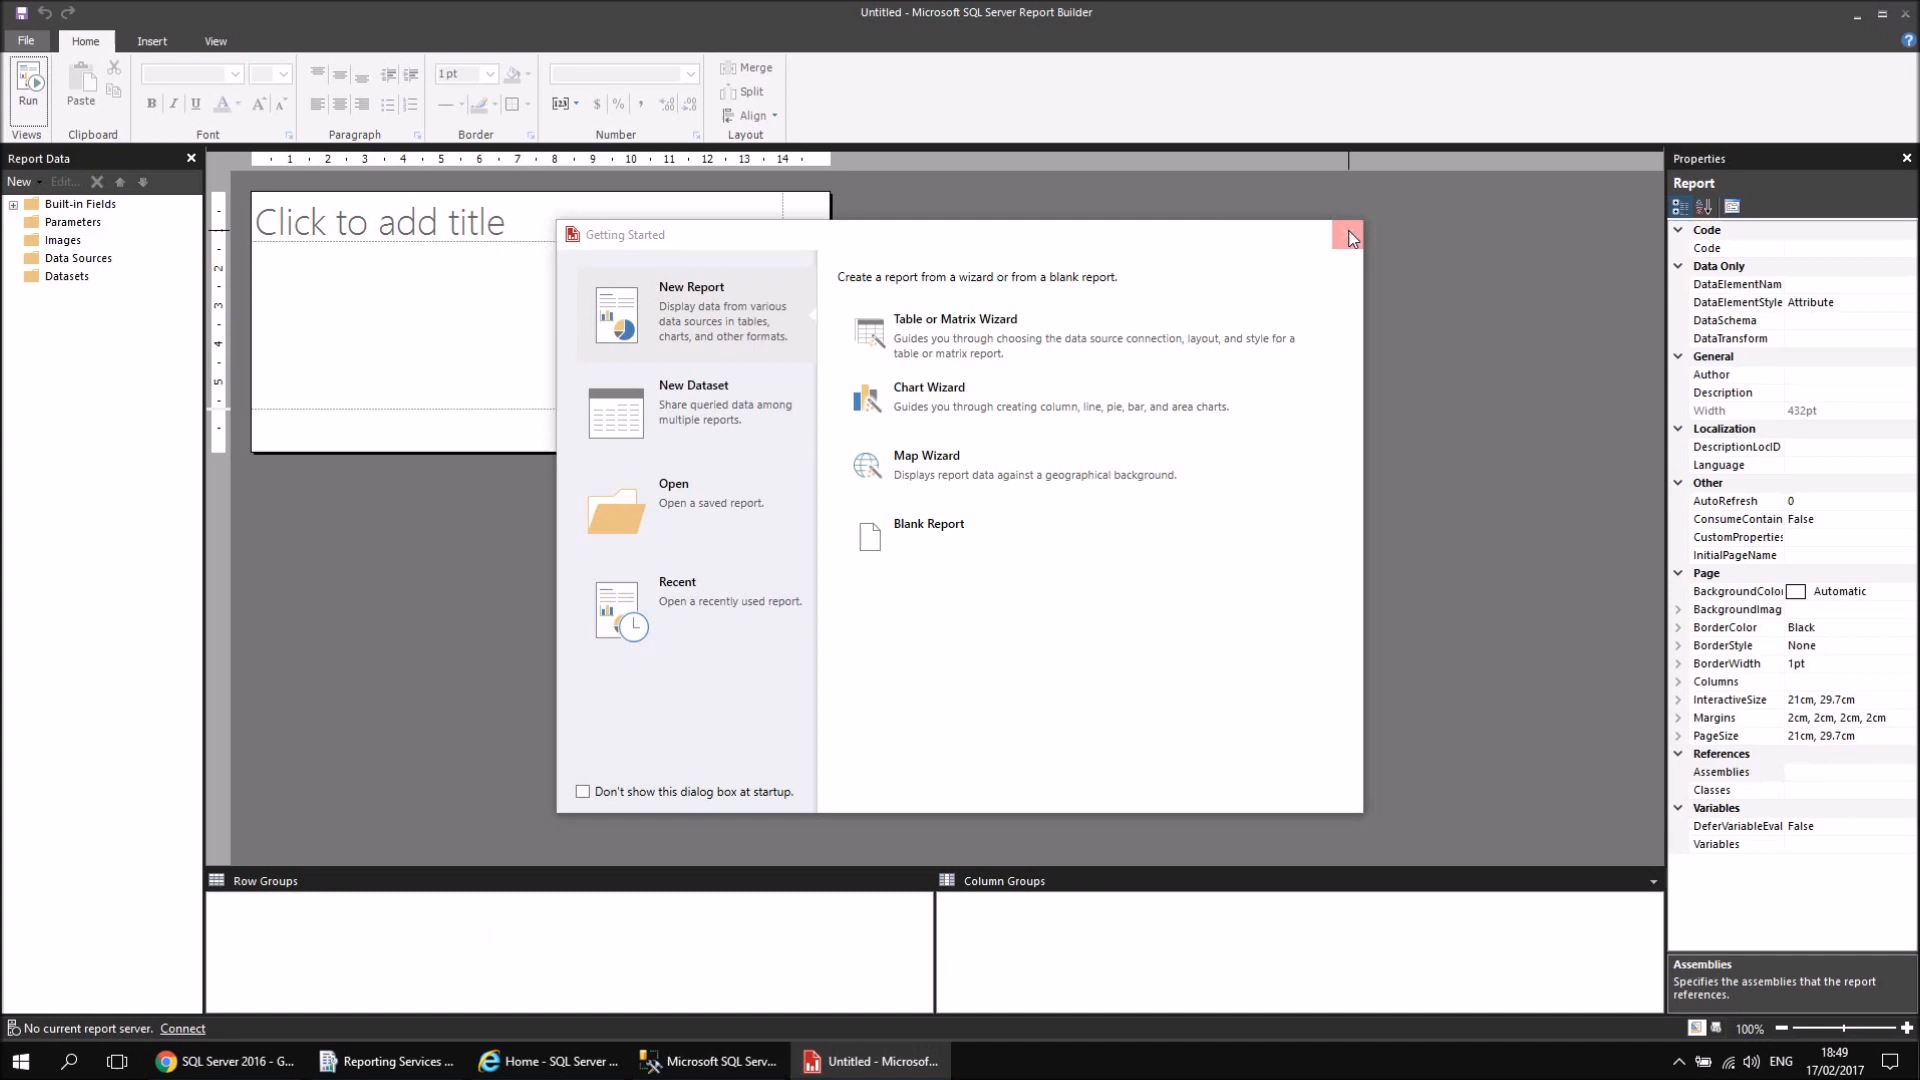 Untitled - Microsoft SQL Server Report Builder
File
Home
Insert
View
Run
Paste
1pt
B
I
U
A
$
%
Merge
Split
Align
Views
Clipboard
Font
Paragraph
Border
Number
Layout
Report Data
New
Edit...
Built-in Fields
Parameters
Images
Data Sources
Datasets
1 2 3 4 5 6 7 8 9 10 11 12 13 14
2
3
4
5
Click to add title
Getting Started
New Report
Display data from various
data sources in tables,
charts, and other formats.
New Dataset
Share queried data among
multiple reports.
Open
Open a saved report.
Recent
Open a recently used report.
Don't show this dialog box at startup.
Create a report from a wizard or from a blank report.
Table or Matrix Wizard
Guides you through choosing the data source connection, layout, and style for a
table or matrix report.
Chart Wizard
Guides you through creating column, line, pie, bar, and area charts.
Map Wizard
Displays report data against a geographical background.
Blank Report
Row Groups
Column Groups
Properties
Report
Code
Code
Data Only
DataElementNam
DataElementStyle Attribute
DataSchema
DataTransform
General
Author
Description
Width 432pt
Localization
DescriptionLocID
Language
Other
AutoRefresh 0
ConsumeContain False
CustomProperties
InitialPageName
Page
BackgroundColor Automatic
BackgroundImag
BorderColor Black
BorderStyle None
BorderWidth 1pt
Columns
InteractiveSize 21cm, 29.7cm
Margins 2cm, 2cm, 2cm, 2cm
PageSize 21cm, 29.7cm
References
Assemblies
Classes
Variables
DeferVariableEval False
Variables
Assemblies
Specifies the assemblies that the report
references.
No current report server. Connect
100%
SQL Server 2016 - G...
Reporting Services ...
Home - SQL Server ...
Microsoft SQL Serv...
Untitled - Microsof...
ENG
18:49
17/02/2017